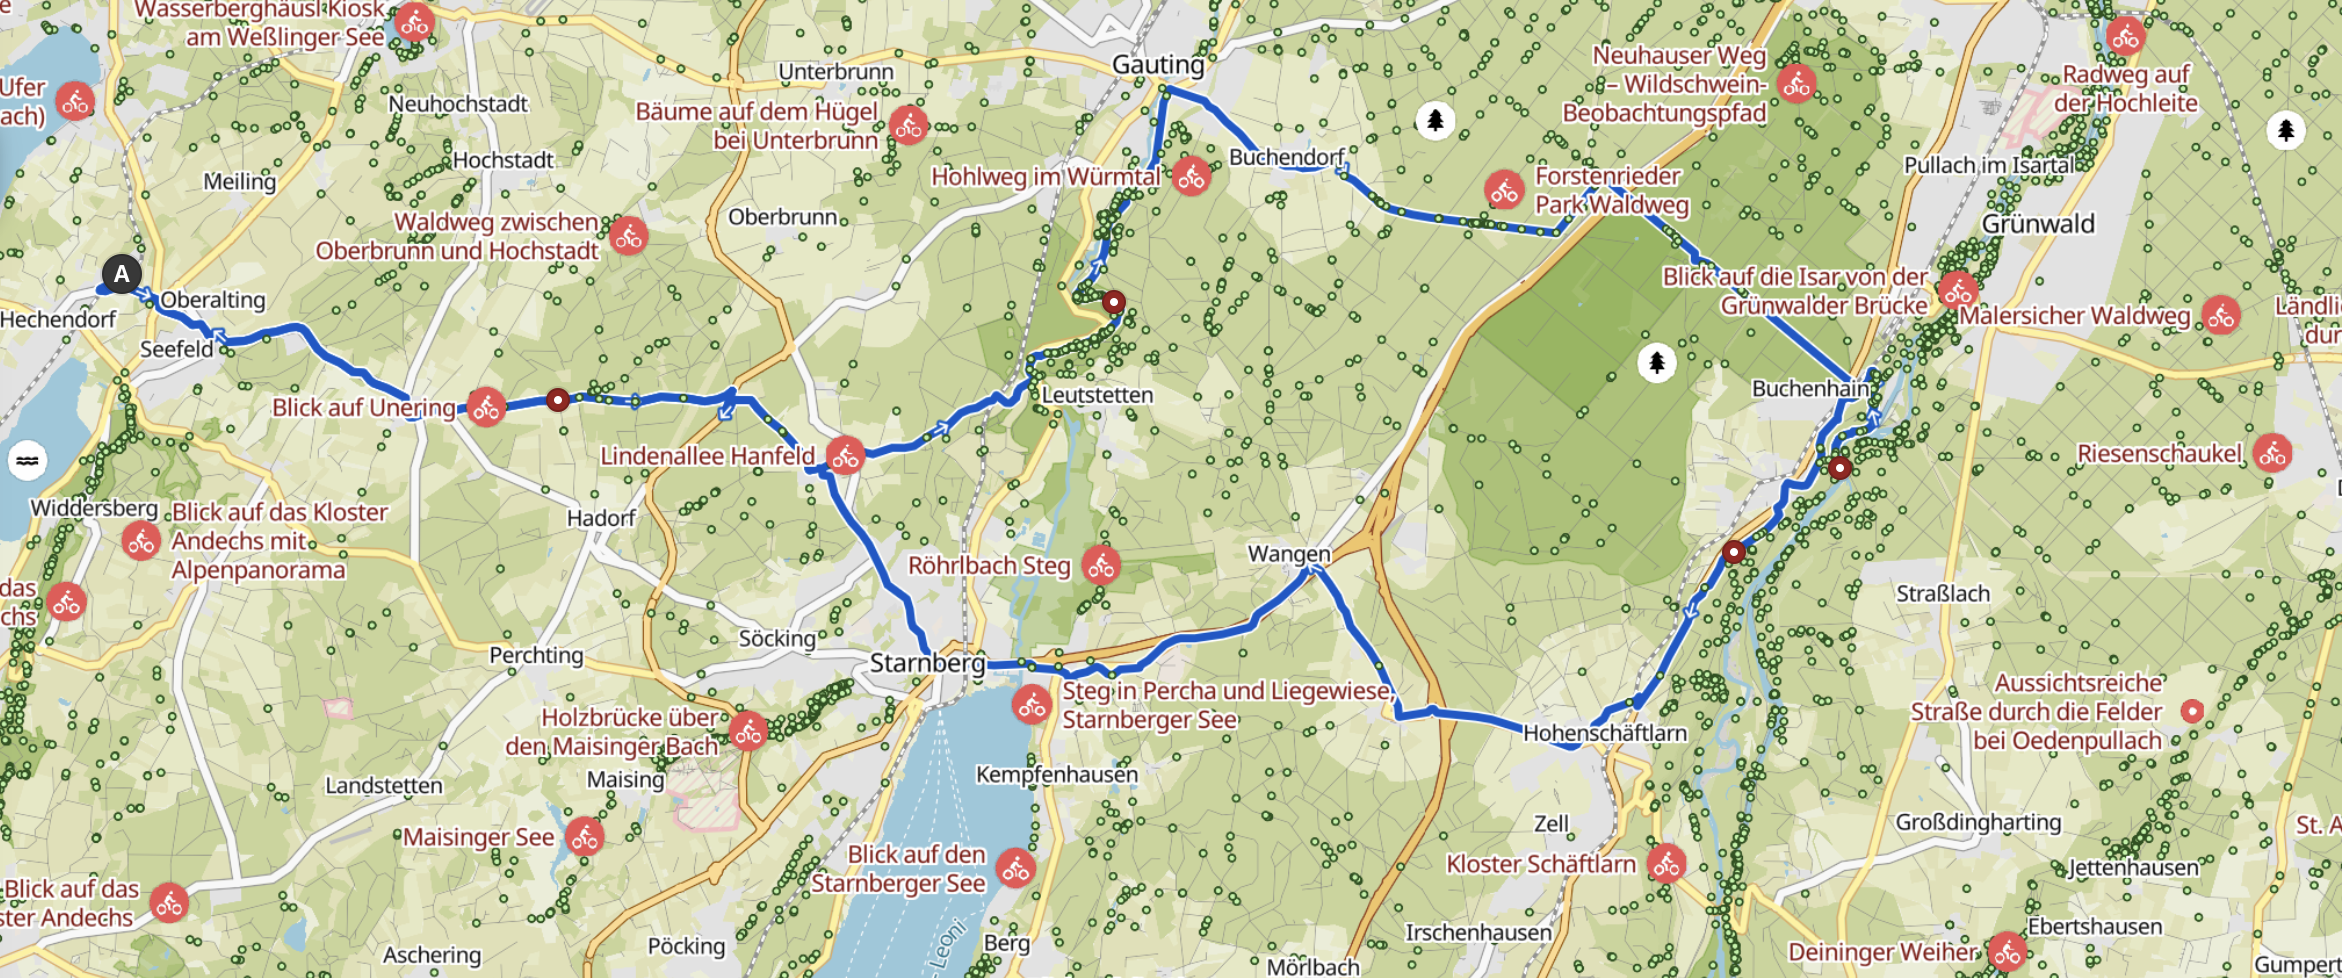 Wasserberghäusl Kiosk
am Weßlinger See
Ufer
ach)
Neuhochstadt
Hochstadt
Meiling
Unterbrunn
Gauting
Bäume auf dem Hügel
bei Unterbrunn
Hohlweg im Würmtal
Buchendorf
Neuhauser Weg
– Wildschwein-
Beobachtungspfad
Forstenrieder
Park Waldweg
Radweg auf
der Hochleite
Pullach im Isartal
Grünwald
Waldweg zwischen
Oberbrunn und Hochstadt
Oberbrunn
A
Oberalting
Hechendorf
Seefeld
Blick auf die Isar von der
Grünwalder Brücke
Malersicher Waldweg
Ländli
dur
Blick auf Unering
Leutstetten
Buchenhain
Lindenallee Hanfeld
Riesenschaukel
Widdersberg
Blick auf das Kloster
Andechs mit
Alpenpanorama
Hadorf
das
chs
Röhrlbach Steg
Wangen
Straßlach
Söcking
Perchting
Starnberg
Steg in Percha und Liegewiese,
Starnberger See
Hohenschäftlarn
Aussichtsreiche
Straße durch die Felder
bei Oedenpullach
Holzbrücke über
den Maisinger Bach
Maising
Landstetten
Kempfenhausen
Maisinger See
Zell
Großdingharting
St. A
Blick auf den
Starnberger See
Kloster Schäftlarn
Jettenhausen
Blick auf das
ster Andechs
Aschering
Pöcking
Leoni
Berg
Mörlbach
Irschenhausen
Deininger Weiher
Ebertshausen
Gumpert